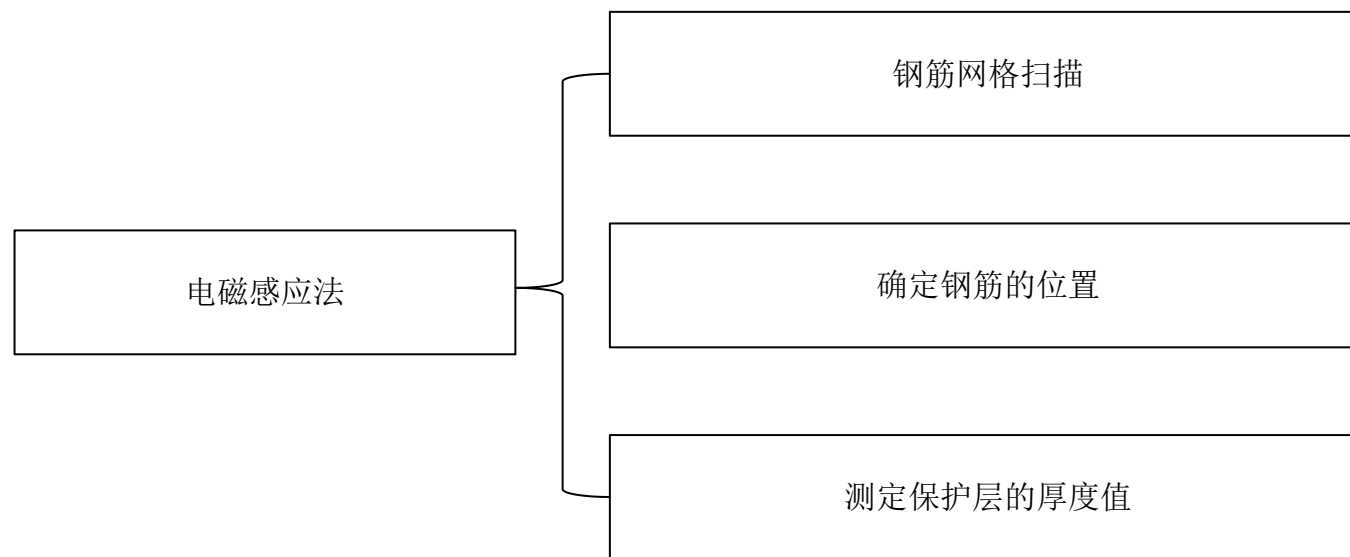 钢筋网格扫描
电磁感应法
确定钢筋的位置
测定保护层的厚度值